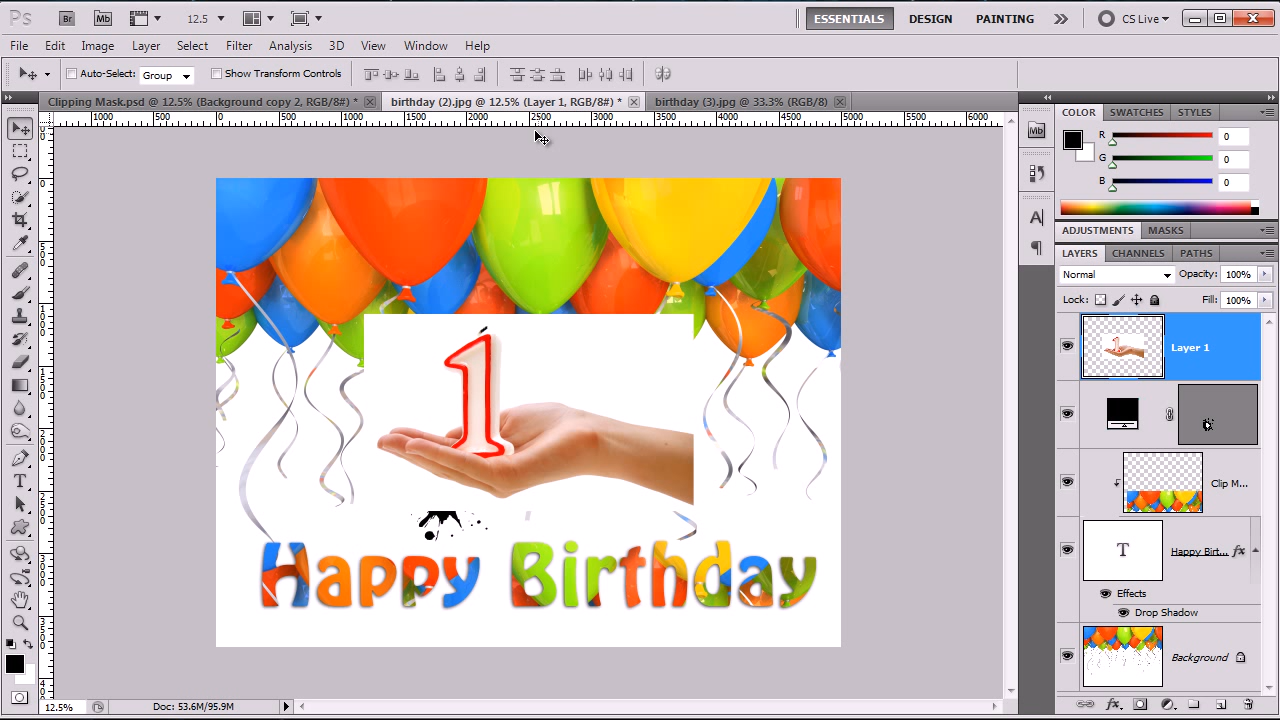 Ps Br Mb 12.5 ESSENTIALS DESIGN PAINTING CS Live
File Edit Image Layer Select Filter Analysis 3D View Window Help
Auto-Select: Group Show Transform Controls
Clipping Mask.psd @ 12.5% (Background copy 2, RGB/8#) * birthday (2).jpg @ 12.5% (Layer 1, RGB/8#) * birthday (3).jpg @ 33.3% (RGB/8)
1000 500 0 500 1000 1500 2000 2500 3000 3500 4000 4500 5000 6000
COLOR SWATCHES STYLES
Mb
R 0
G 0
B 0
ADJUSTMENTS MASKS
LAYERS CHANNELS PATHS
Normal Opacity: 100%
Lock: Fill: 100%
Layer 1
Clip M...
T Happy Birt... fx
Effects
Drop Shadow
Background
1
Happy Birthday
12.5% Doc: 53.6M/95.9M